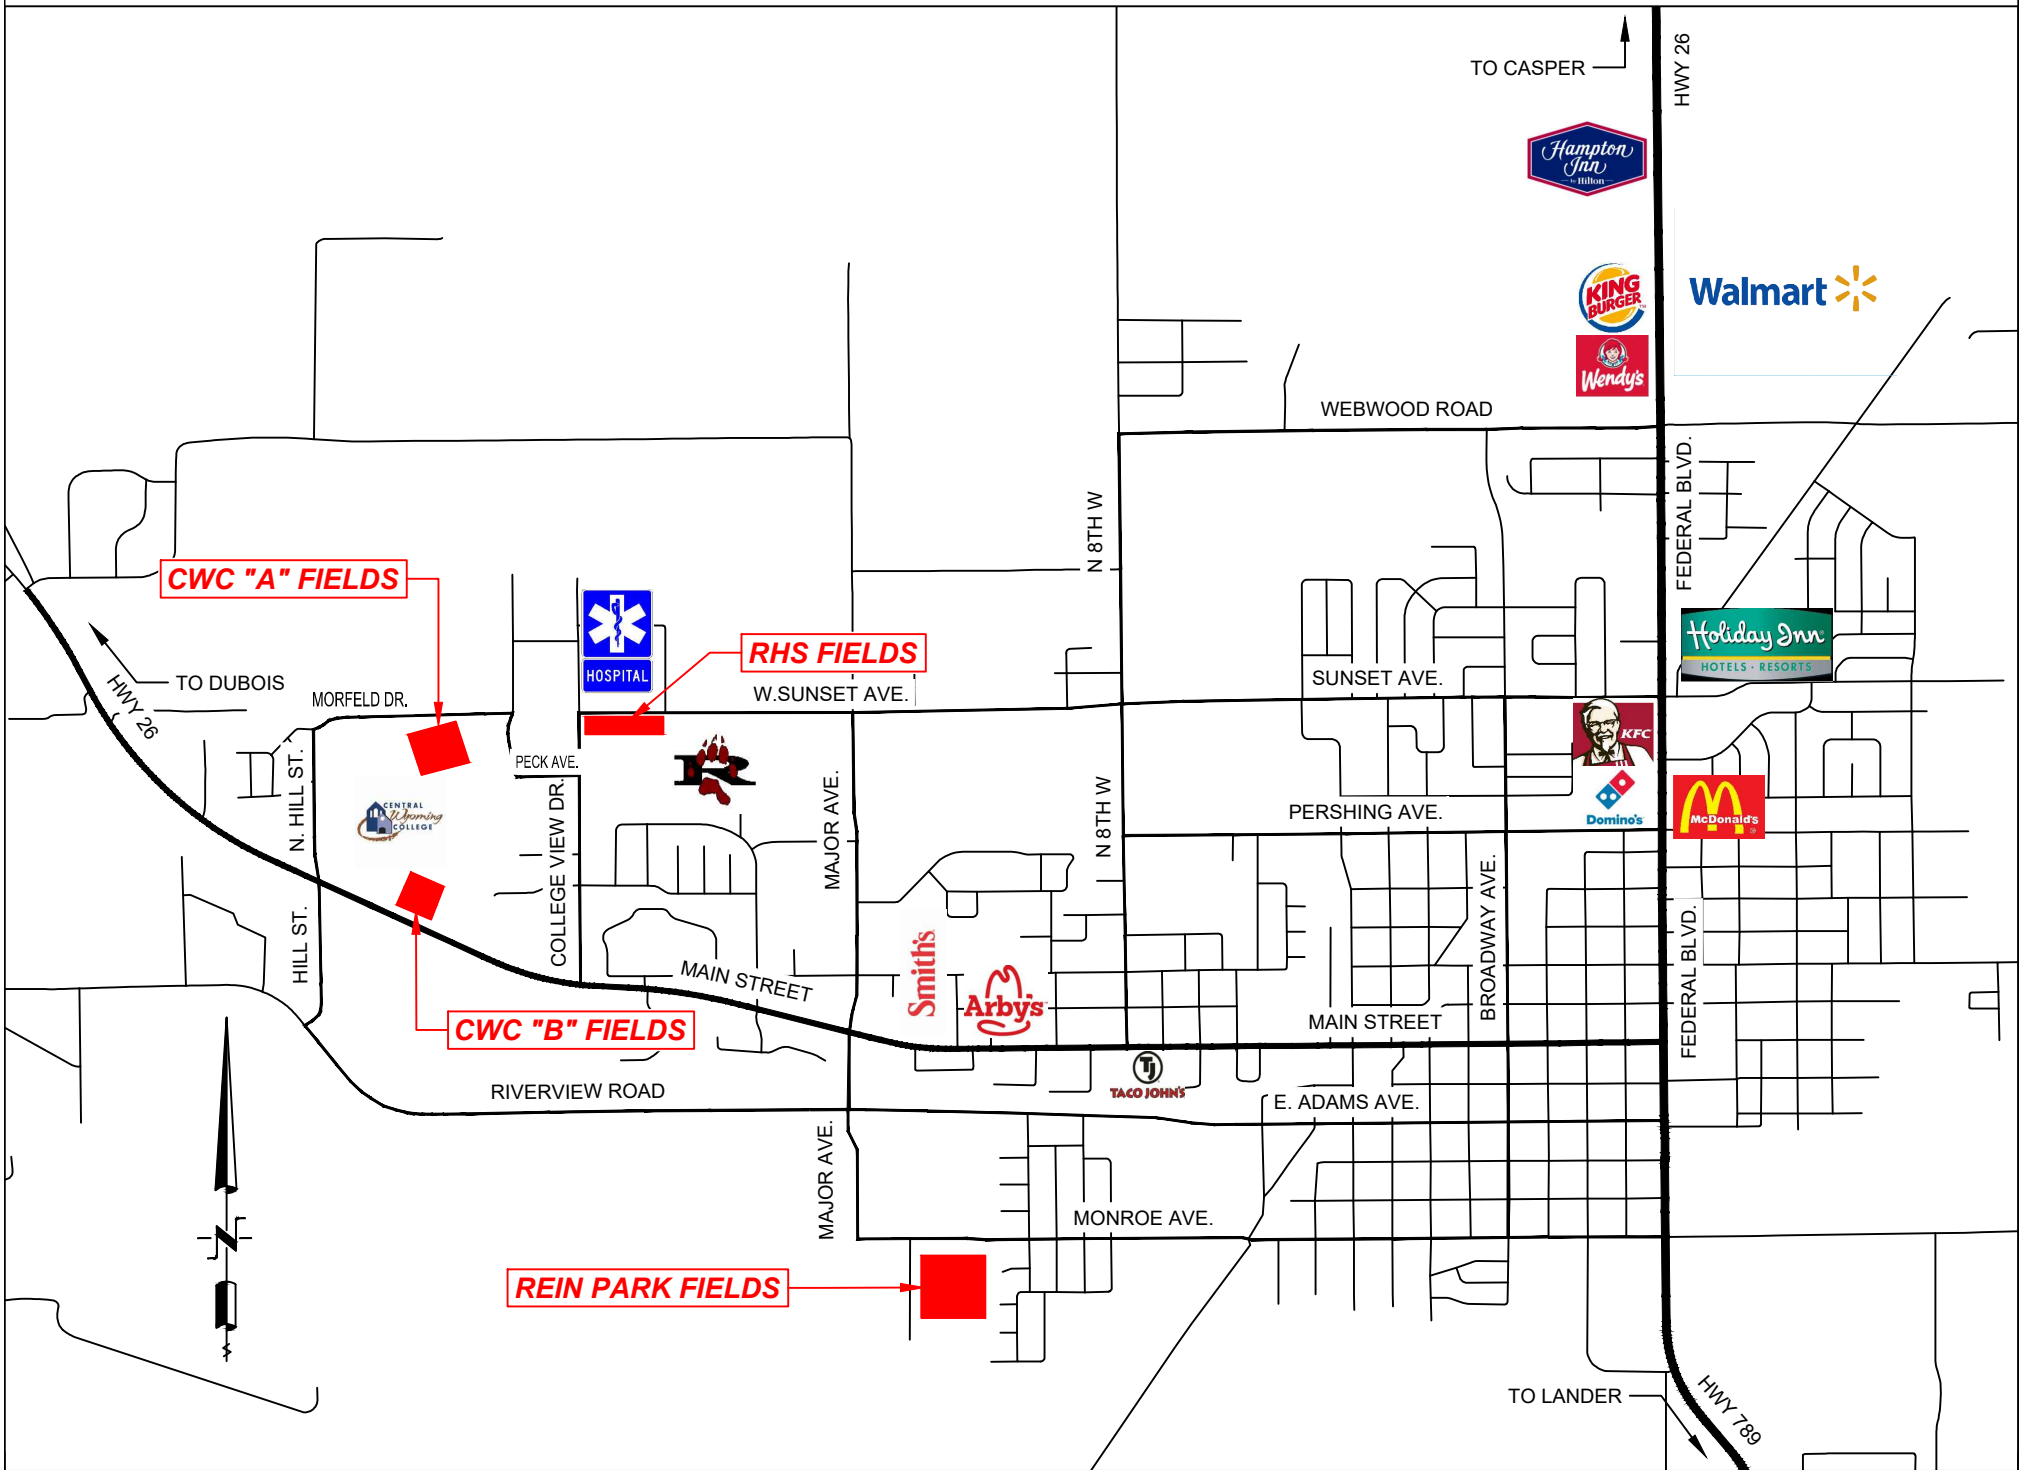 TO CASPER
HWY 26
Hampton
Inn
by Hilton
BURGER
KING
Walmart
Wendy's
WEBWOOD ROAD
FEDERAL BLVD.
N 8TH W
CWC "A" FIELDS
HOSPITAL
RHS FIELDS
Holiday Inn
HOTELS · RESORTS
TO DUBOIS
MORFELD DR.
W.SUNSET AVE.
SUNSET AVE.
HWY 26
KFC
PECK AVE.
N. HILL ST.
CENTRAL
Wyoming
COLLEGE
R
COLLEGE VIEW DR.
MAJOR AVE.
N 8TH W
PERSHING AVE.
Domino's
McDonald's
BROADWAY AVE.
HILL ST.
FEDERAL BLVD.
MAIN STREET
Smith's
Arby's
MAIN STREET
CWC "B" FIELDS
RIVERVIEW ROAD
TJ
TACO JOHN'S
E. ADAMS AVE.
MAJOR AVE.
MONROE AVE.
N
REIN PARK FIELDS
TO LANDER
HWY 789